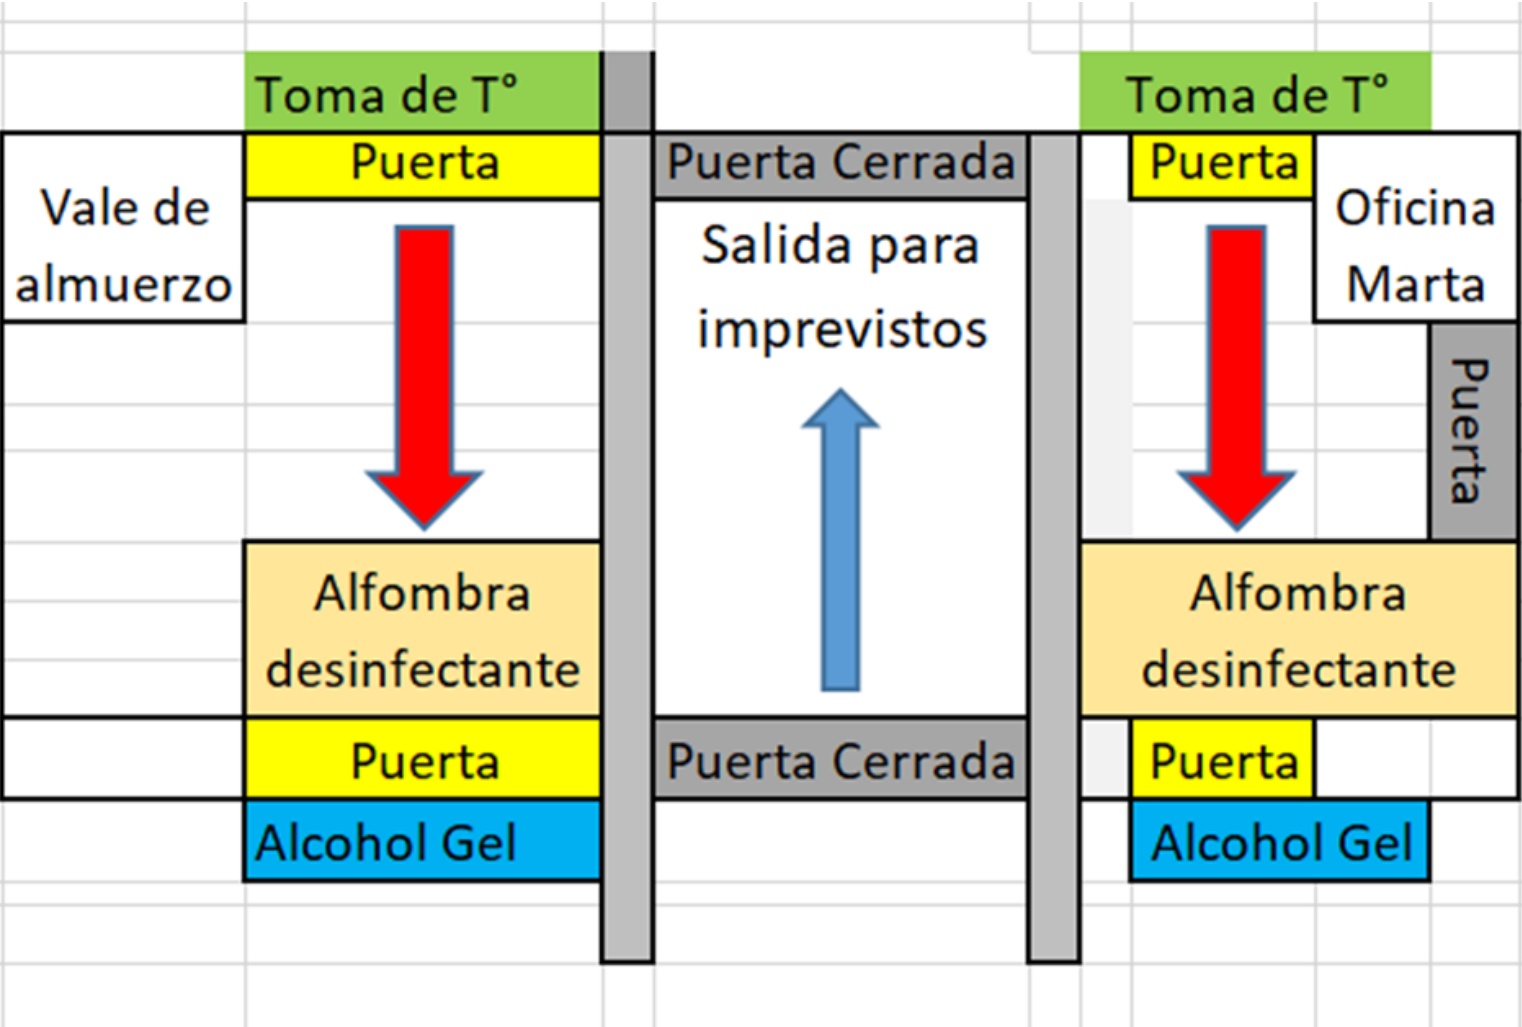 Toma de T°
Toma de T°
Puerta
Puerta Cerrada
Puerta
Vale de
almuerzo
Salida para
imprevistos
Oficina
Marta
Puerta
Alfombra
desinfectante
Alfombra
desinfectante
Puerta
Puerta Cerrada
Puerta
Alcohol Gel
Alcohol Gel